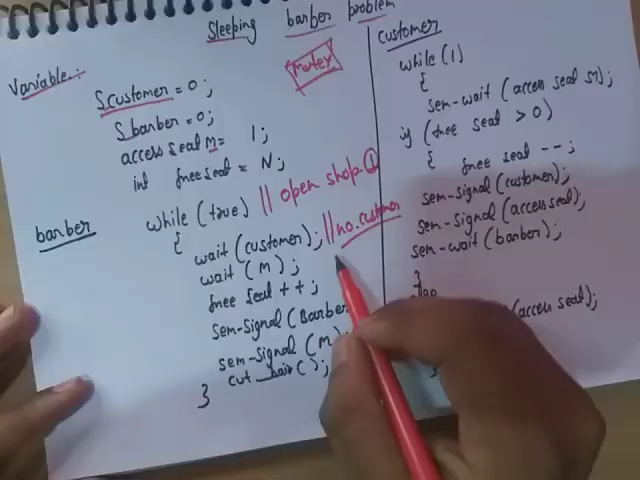 Sleeping barber problem
Variable:-
mutex
S customer = 0;
S barber = 0;
access seat M = 1;
int free seat = N;
barber
while (true) // open shop. 1
{
wait (customer); // no. customer
wait (M);
free seat ++;
sem-signal (Barber
sem-signal (M)
cut_hair ();
}
customer
while (1)
{
sem-wait (access seat
if (free seat > 0)
{
free seat --;
sem-signal (customer);
sem-signal (access seat);
sem-wait (barber);
}
(access seat);